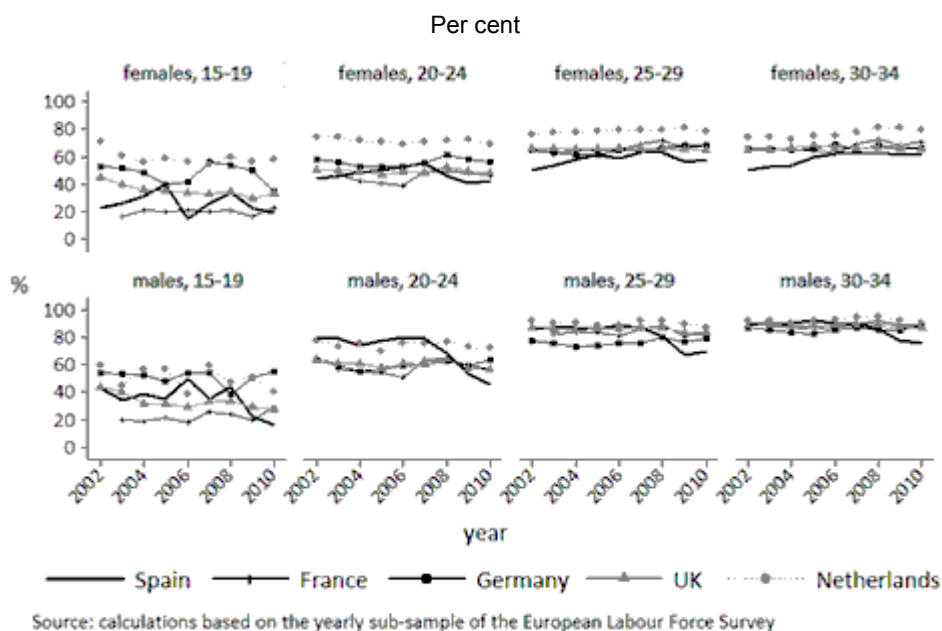 Per cent
females, 15-19 females, 20-24 females, 25-29 females, 30-34
100
80
60
40
20
0
%
males, 15-19 males, 20-24 males, 25-29 males, 30-34
100
80
60
40
20
0
2002 2004 2006 2008 2010 2002 2004 2006 2008 2010 2002 2004 2006 2008 2010 2002 2004 2006 2008 2010
year
Spain France Germany UK Netherlands
Source: calculations based on the yearly sub-sample of the European Labour Force Survey